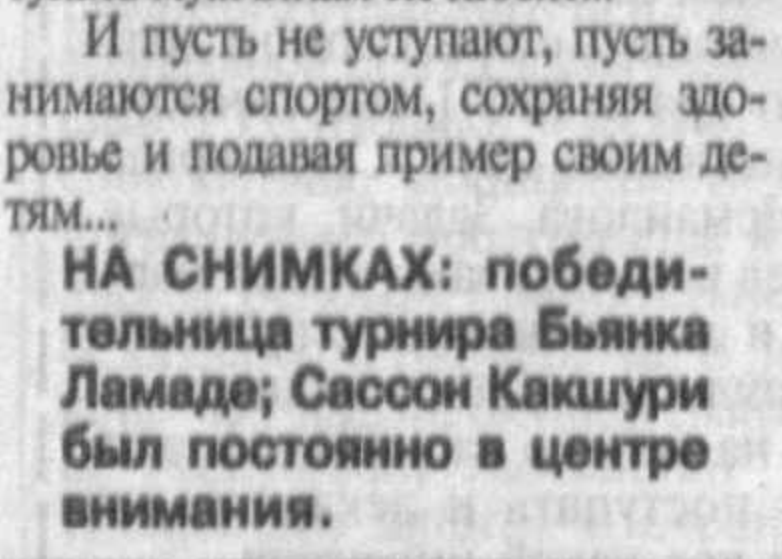 И пусть не уступают, пусть за-
нимаются спортом, сохраняя здо-
ровье и подавая пример своим де-
тям...
НА СНИМКАХ: победи-
тельница турнира Бьянка
Ламаде; Сассон Какшури
был постоянно в центре
внимания.